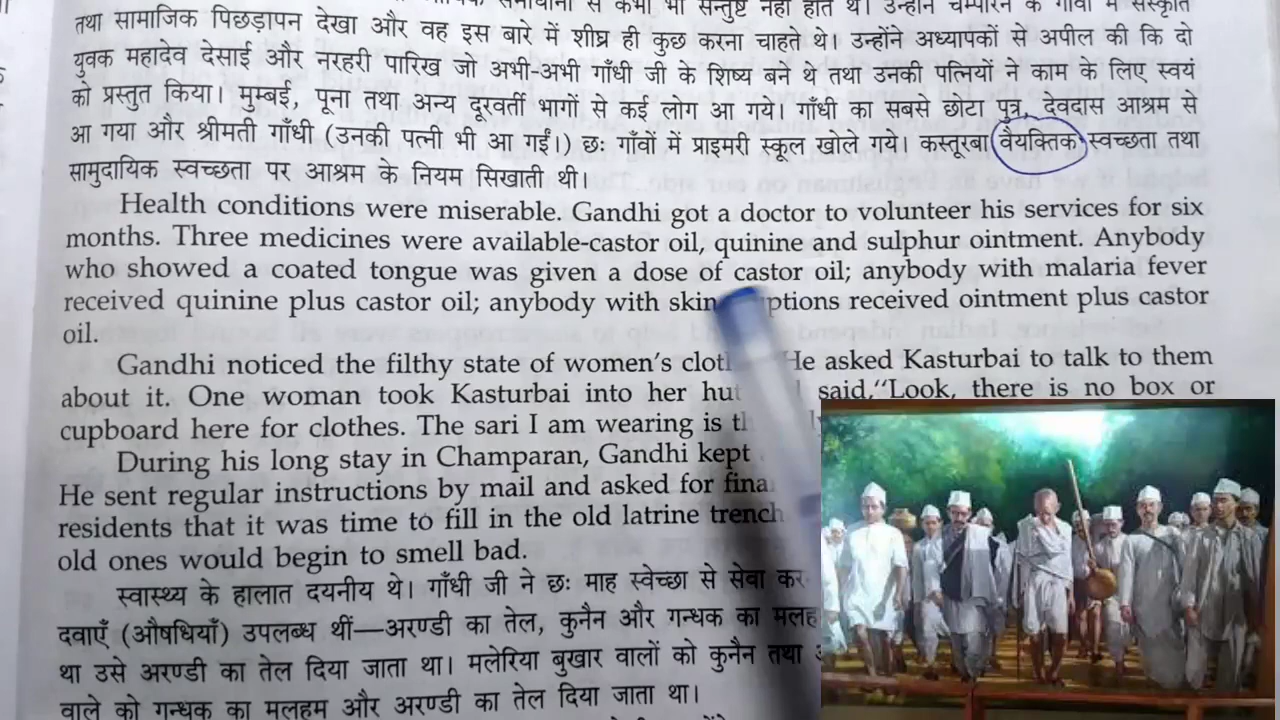 समाधानों से कभी भी सन्तुष्ट नहीं होते थे। उन्होंने चम्पारन के गाँवों में सांस्कृति
तथा सामाजिक पिछड़ापन देखा और वह इस बारे में शीघ्र ही कुछ करना चाहते थे। उन्होंने अध्यापकों से अपील की कि दो
युवक महादेव देसाई और नरहरी पारिख जो अभी-अभी गाँधी जी के शिष्य बने थे तथा उनकी पत्नियों ने काम के लिए स्वयं
को प्रस्तुत किया। मुम्बई, पूना तथा अन्य दूरवर्ती भागों से कई लोग आ गये। गाँधी का सबसे छोटा पुत्र, देवदास आश्रम से
आ गया और श्रीमती गाँधी (उनकी पत्नी भी आ गईं।) छः गाँवों में प्राइमरी स्कूल खोले गये। कस्तूरबा वैयक्तिक स्वच्छता तथा
सामुदायिक स्वच्छता पर आश्रम के नियम सिखाती थी।
Health conditions were miserable. Gandhi got a doctor to volunteer his services for six
months. Three medicines were available-castor oil, quinine and sulphur ointment. Anybody
who showed a coated tongue was given a dose of castor oil; anybody with malaria fever
received quinine plus castor oil; anybody with skin ptions received ointment plus castor
oil.
Gandhi noticed the filthy state of women's cloth He asked Kasturbai to talk to them
about it. One woman took Kasturbai into her hut said,“Look, there is no box or
cupboard here for clothes. The sari I am wearing is th
During his long stay in Champaran, Gandhi kept
He sent regular instructions by mail and asked for fina
residents that it was time to fill in the old latrine trench
old ones would begin to smell bad.
स्वास्थ्य के हालात दयनीय थे। गाँधी जी ने छः माह स्वेच्छा से सेवा कर
दवाएँ (औषधियाँ) उपलब्ध थीं—अरण्डी का तेल, कुनैन और गन्धक का मलह
था उसे अरण्डी का तेल दिया जाता था। मलेरिया बुखार वालों को कुनैन तथा
वाले को गन्धक का मलहम और अरण्डी का तेल दिया जाता था।